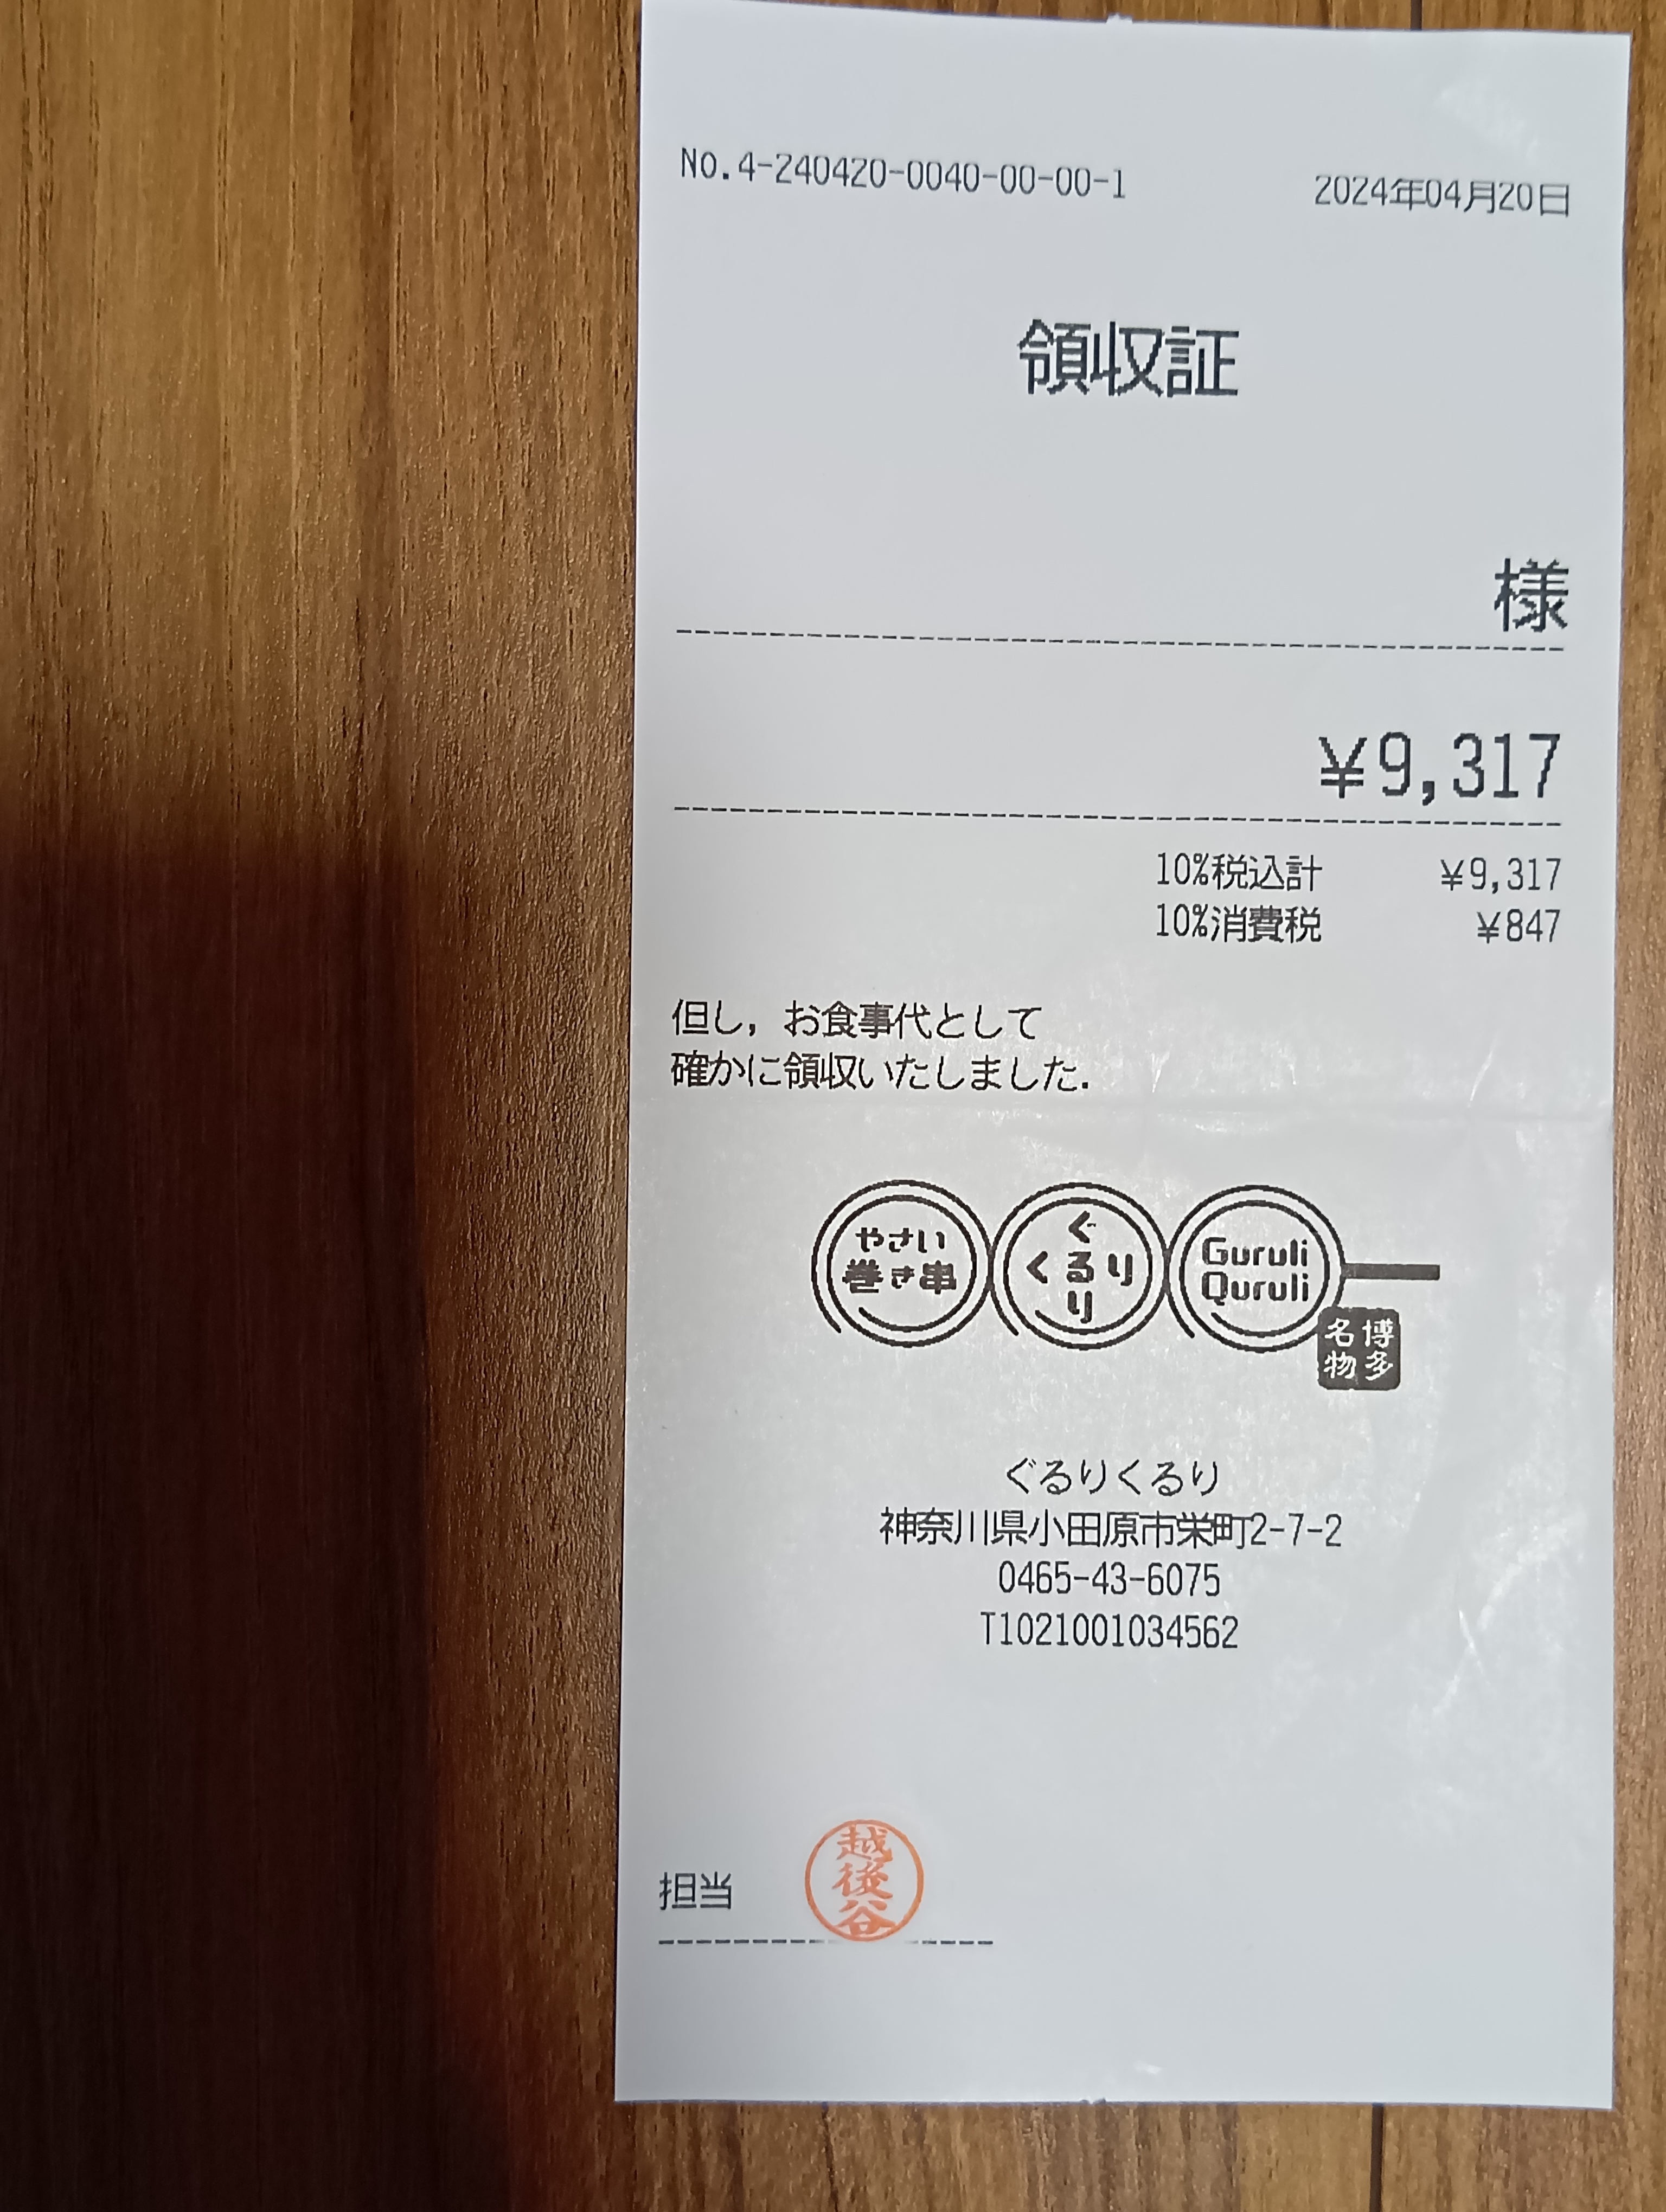 No.4-240420-0040-00-00-1 2024年04月20日
領収証
様
¥9,317
10%税込計 ¥9,317
10%消費税 ¥847
但し，お食事代として
確かに領収いたしました.
やさい
巻き串
ぐるり
くるり
Guruli
Quruli
博多
名物
ぐるりくるり
神奈川県小田原市栄町2-7-2
0465-43-6075
T1021001034562
担当 越後谷